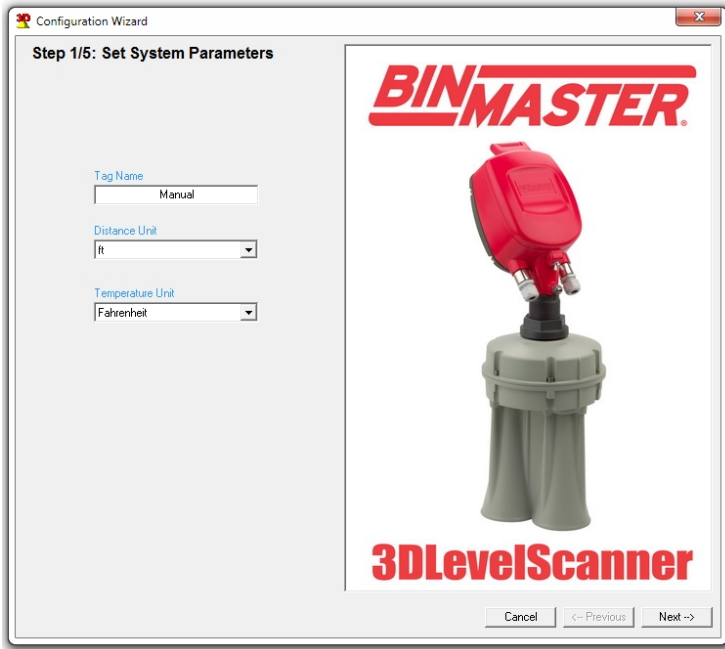 3D
Configuration Wizard
Step 1/5: Set System Parameters
Tag Name
Manual
Distance Unit
ft
Temperature Unit
Fahrenheit
BINMASTER®
3DLevelScanner
Cancel
<-- Previous
Next -->